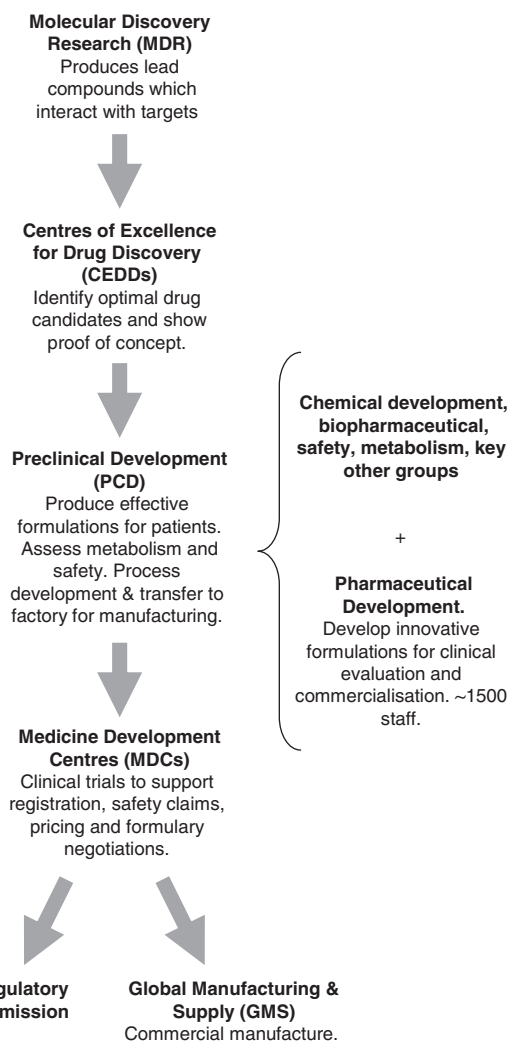 Molecular Discovery
Research (MDR)
Produces lead
compounds which
interact with targets
Centres of Excellence
for Drug Discovery
(CEDDs)
Identify optimal drug
candidates and show
proof of concept.
Preclinical Development
(PCD)
Produce effective
formulations for patients.
Assess metabolism and
safety. Process
development & transfer to
factory for manufacturing.
Chemical development,
biopharmaceutical,
safety, metabolism, key
other groups
+
Pharmaceutical
Development.
Develop innovative
formulations for clinical
evaluation and
commercialisation. ~1500
staff.
Medicine Development
Centres (MDCs)
Clinical trials to support
registration, safety claims,
pricing and formulary
negotiations.
gulatory
mission
Global Manufacturing &
Supply (GMS)
Commercial manufacture.